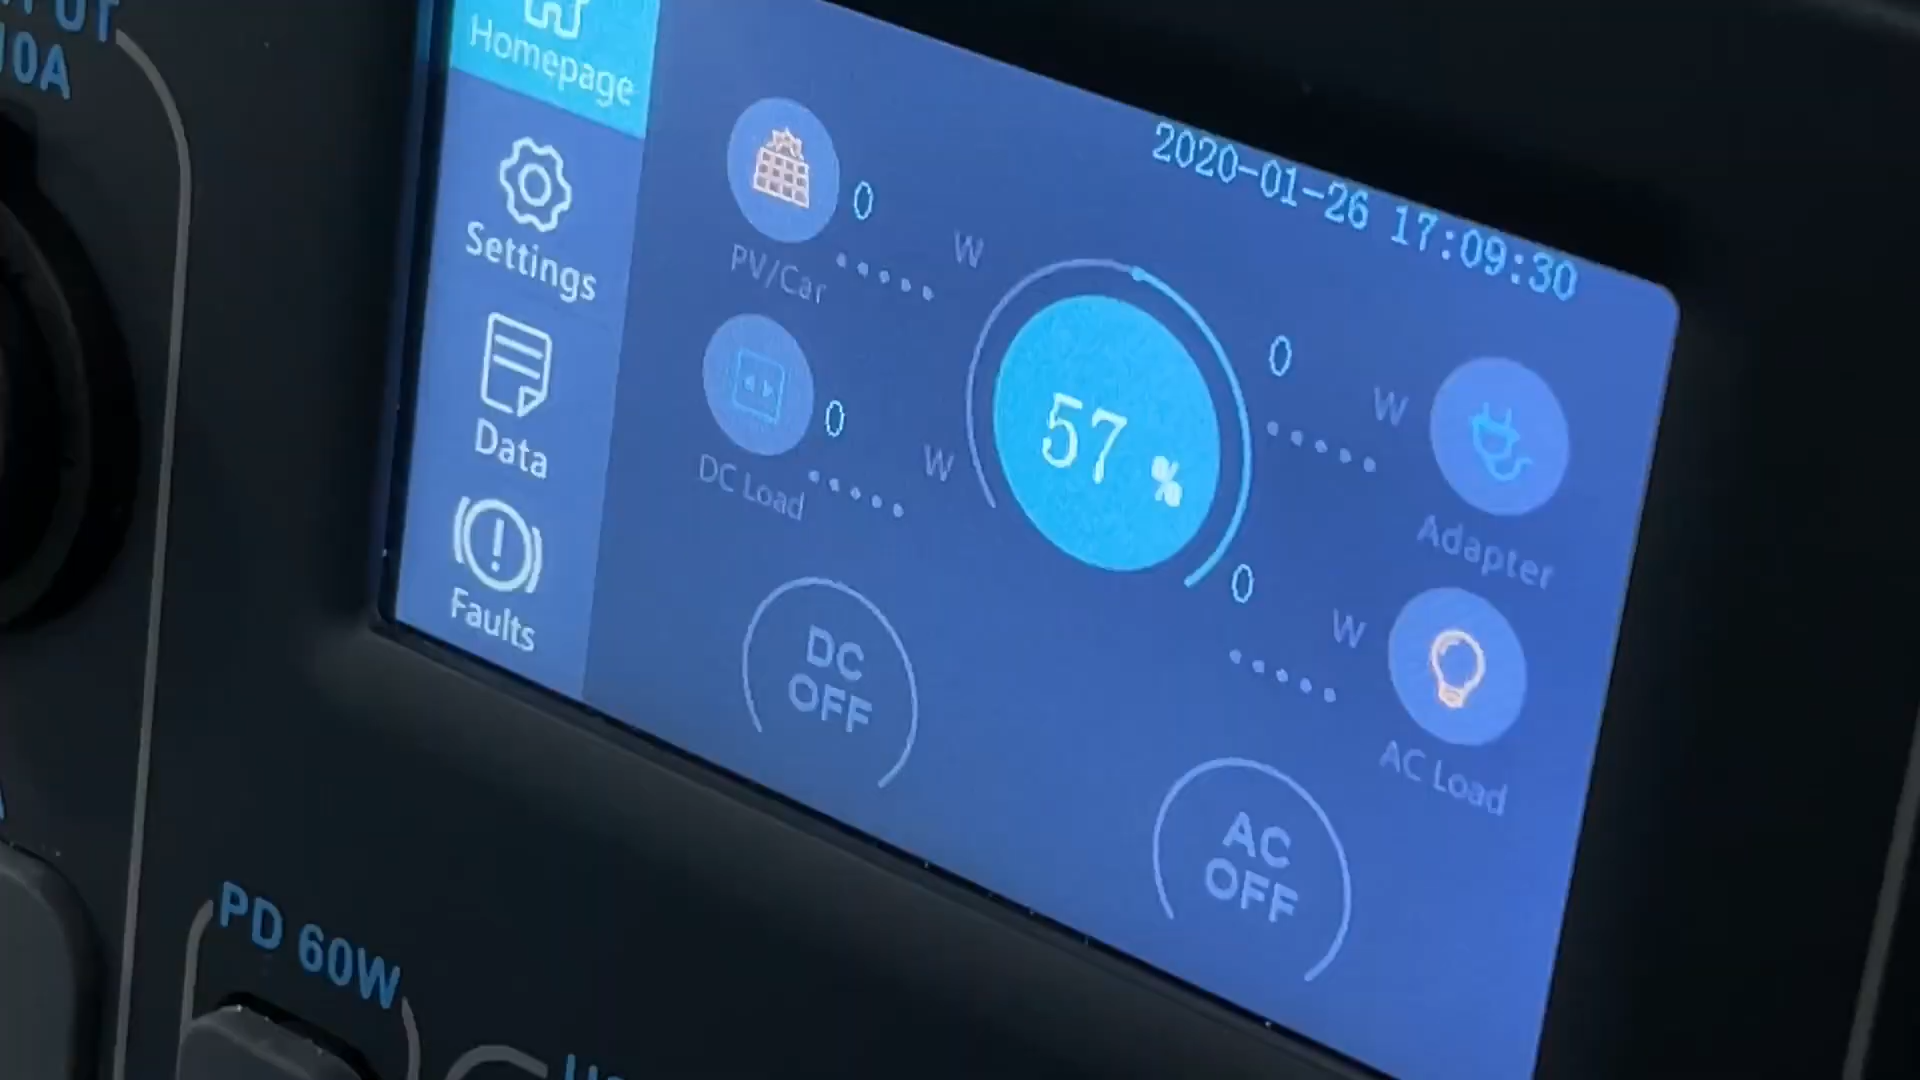 10A
Homepage
Settings
Data
Faults
2020-01-26 17:09:30
0 W
PV/Car
0 W
DC Load
57 %
0 W
Adapter
0 W
AC Load
DC
OFF
AC
OFF
PD 60W